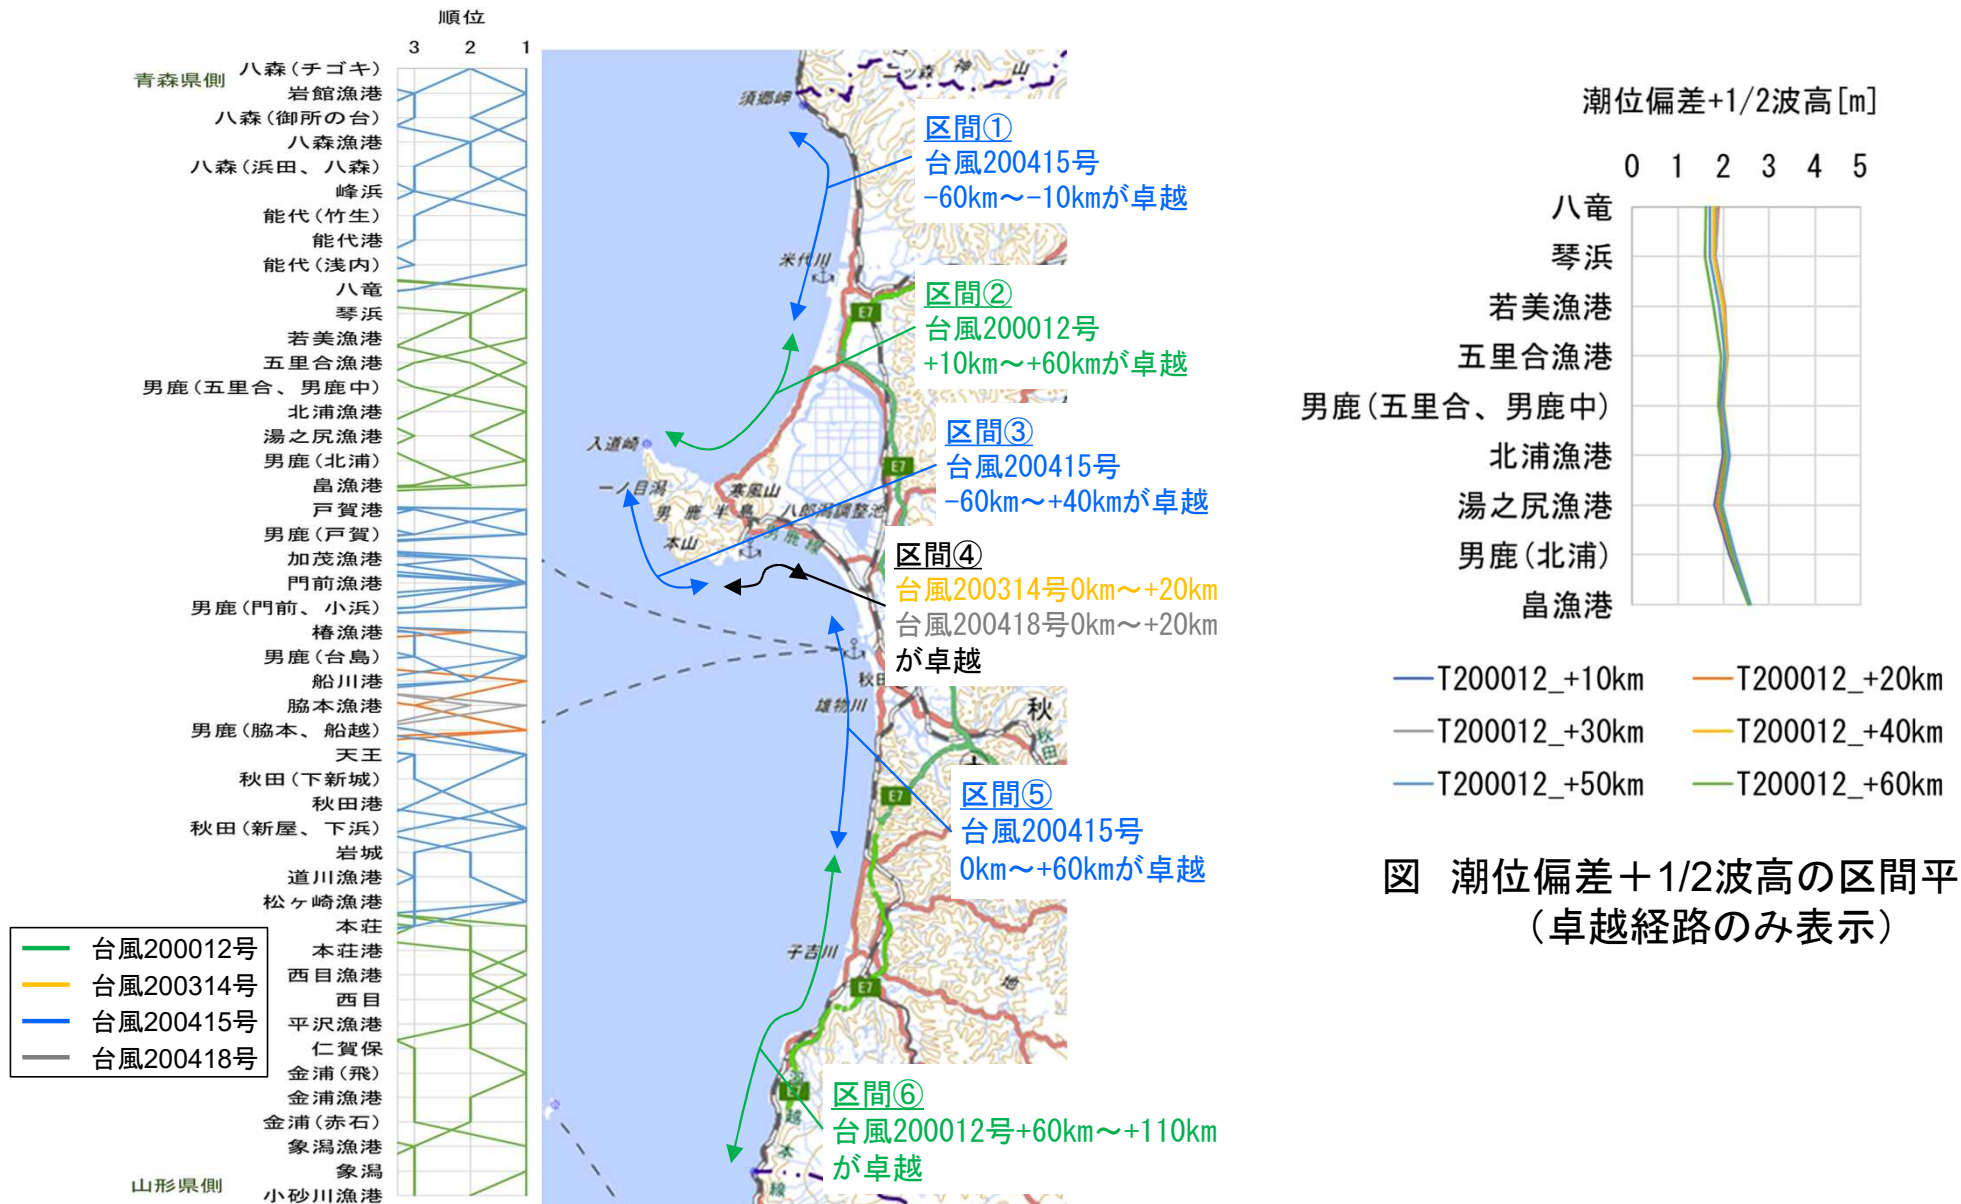 順位
3 2 1
青森県側
八森(チゴキ)
岩館漁港
八森(御所の台)
八森漁港
八森(浜田、八森)
峰浜
能代(竹生)
能代港
能代(浅内)
八竜
琴浜
若美漁港
五里合漁港
男鹿(五里合、男鹿中)
北浦漁港
湯之尻漁港
男鹿(北浦)
畠漁港
戸賀港
男鹿(戸賀)
加茂漁港
門前漁港
男鹿(門前、小浜)
椿漁港
男鹿(台島)
船川港
脇本漁港
男鹿(脇本、船越)
天王
秋田(下新城)
秋田港
秋田(新屋、下浜)
岩城
道川漁港
松ヶ崎漁港
本荘
本荘港
西目漁港
西目
平沢漁港
仁賀保
金浦(飛)
金浦漁港
金浦(赤石)
象潟漁港
象潟
小砂川漁港
山形県側
台風200012号
台風200314号
台風200415号
台風200418号
二ッ森 神 山
須郷岬
米代川
E7
入道崎
一ノ目潟
寒風山
男鹿半島
八郎潟調整池
本山
男鹿線
E7
秋田
雄物川
秋
秋田
E7
子吉川
E7
地
E7
羽越本線
区間①
台風200415号
-60km～-10kmが卓越
区間②
台風200012号
+10km～+60kmが卓越
区間③
台風200415号
-60km～+40kmが卓越
区間④
台風200314号0km～+20km
台風200418号0km～+20km
が卓越
区間⑤
台風200415号
0km～+60kmが卓越
区間⑥
台風200012号+60km～+110km
が卓越
潮位偏差+1/2波高[m]
0 1 2 3 4 5
八竜
琴浜
若美漁港
五里合漁港
男鹿(五里合、男鹿中)
北浦漁港
湯之尻漁港
男鹿(北浦)
畠漁港
T200012_+10km T200012_+20km
T200012_+30km T200012_+40km
T200012_+50km T200012_+60km
図 潮位偏差＋1/2波高の区間平
（卓越経路のみ表示）